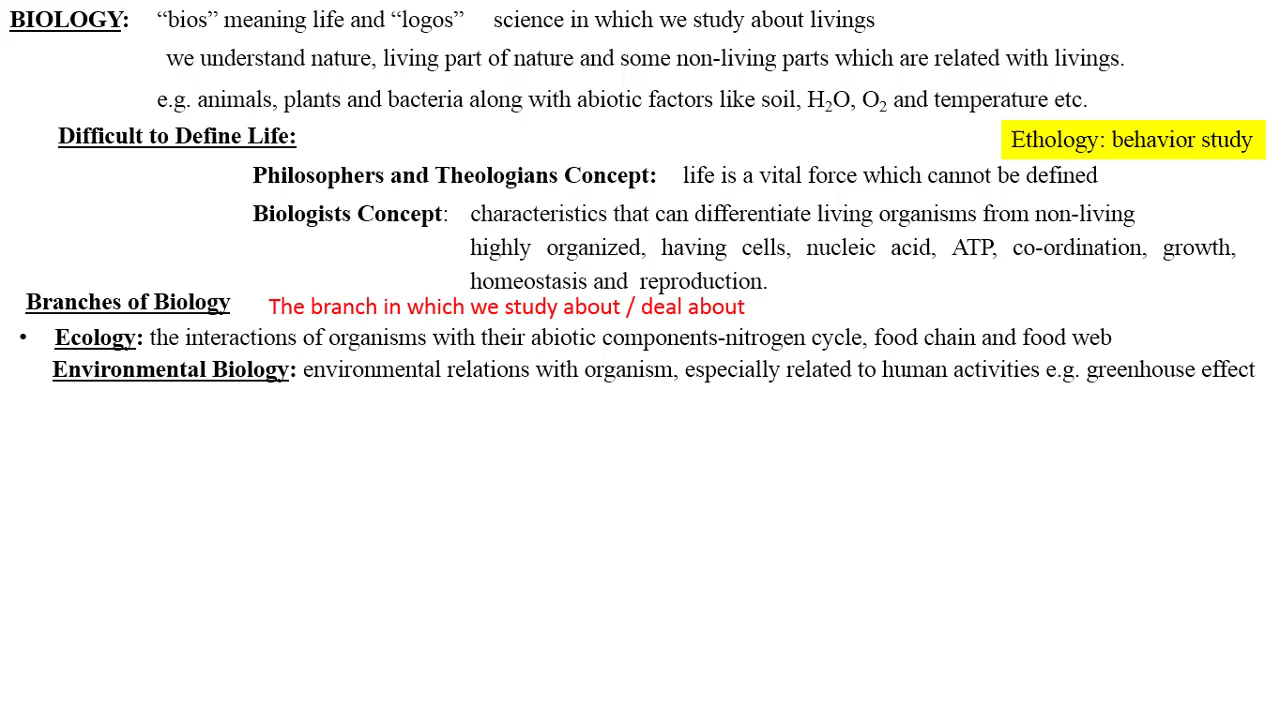 BIOLOGY: “bios” meaning life and “logos” science in which we study about livings
we understand nature, living part of nature and some non-living parts which are related with livings.
e.g. animals, plants and bacteria along with abiotic factors like soil, H₂O, O₂ and temperature etc.
Difficult to Define Life:
Ethology: behavior study
Philosophers and Theologians Concept: life is a vital force which cannot be defined
Biologists Concept: characteristics that can differentiate living organisms from non-living
highly organized, having cells, nucleic acid, ATP, co-ordination, growth,
homeostasis and reproduction.
Branches of Biology The branch in which we study about / deal about
• Ecology: the interactions of organisms with their abiotic components-nitrogen cycle, food chain and food web
Environmental Biology: environmental relations with organism, especially related to human activities e.g. greenhouse effect